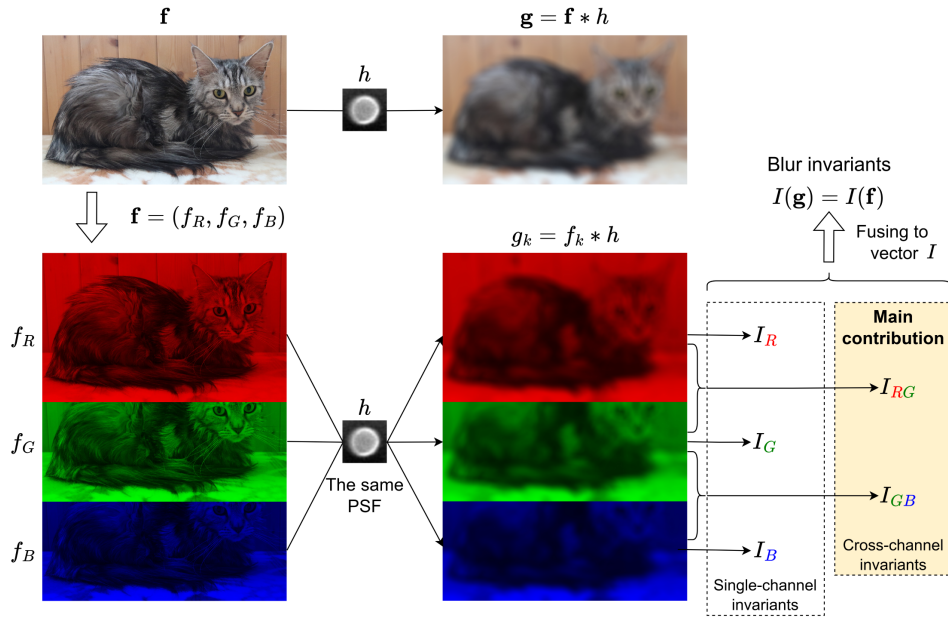 f
g = f ∗ h
h
Blur invariants
I(g) = I(f)
f = (f_R, f_G, f_B)
Fusing to
vector I
g_k = f_k ∗ h
f_R
I_R
Main
contribution
I_RG
h
f_G
I_G
The same
PSF
I_GB
f_B
I_B
Cross-channel
invariants
Single-channel
invariants